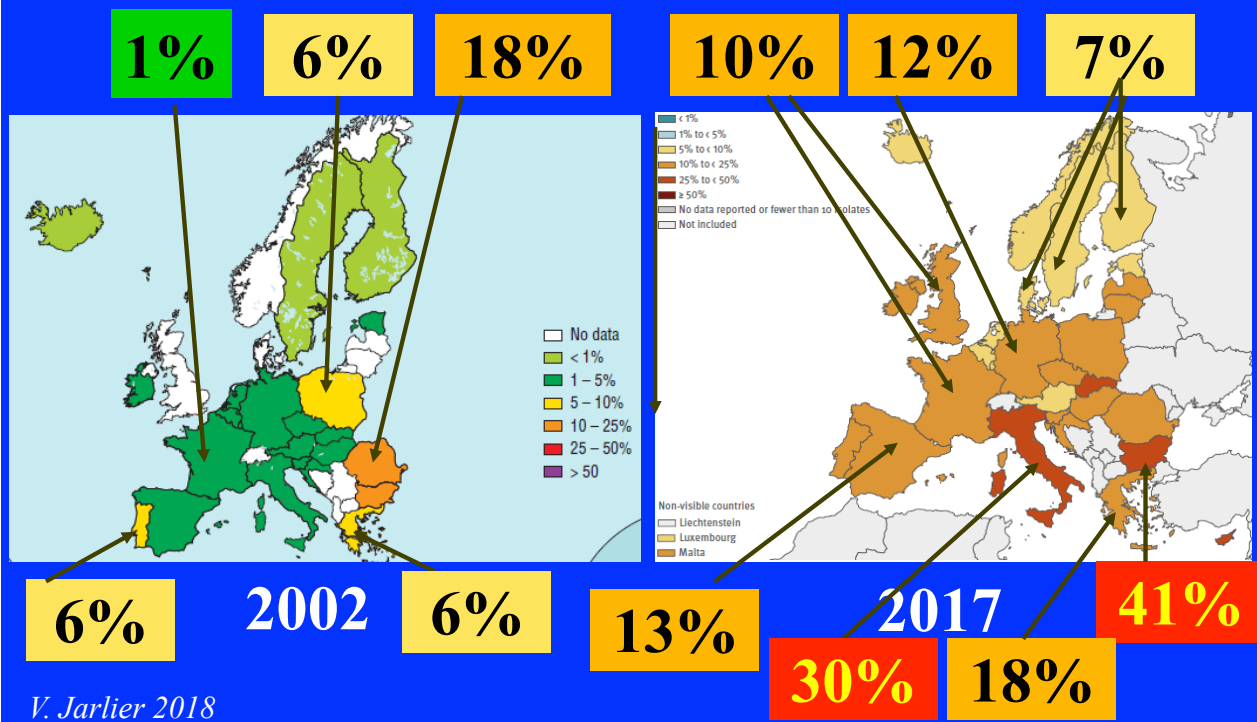 1%
6%
18%
10%
12%
7%
No data
< 1%
1 – 5%
5 – 10%
10 – 25%
25 – 50%
> 50
< 1%
1% to < 5%
5% to < 10%
10% to < 25%
25% to < 50%
≥ 50%
No data reported or fewer than 10 isolates
Not included
Non-visible countries
Liechtenstein
Luxembourg
Malta
6%
2002
6%
13%
2017
41%
30%
18%
V. Jarlier 2018